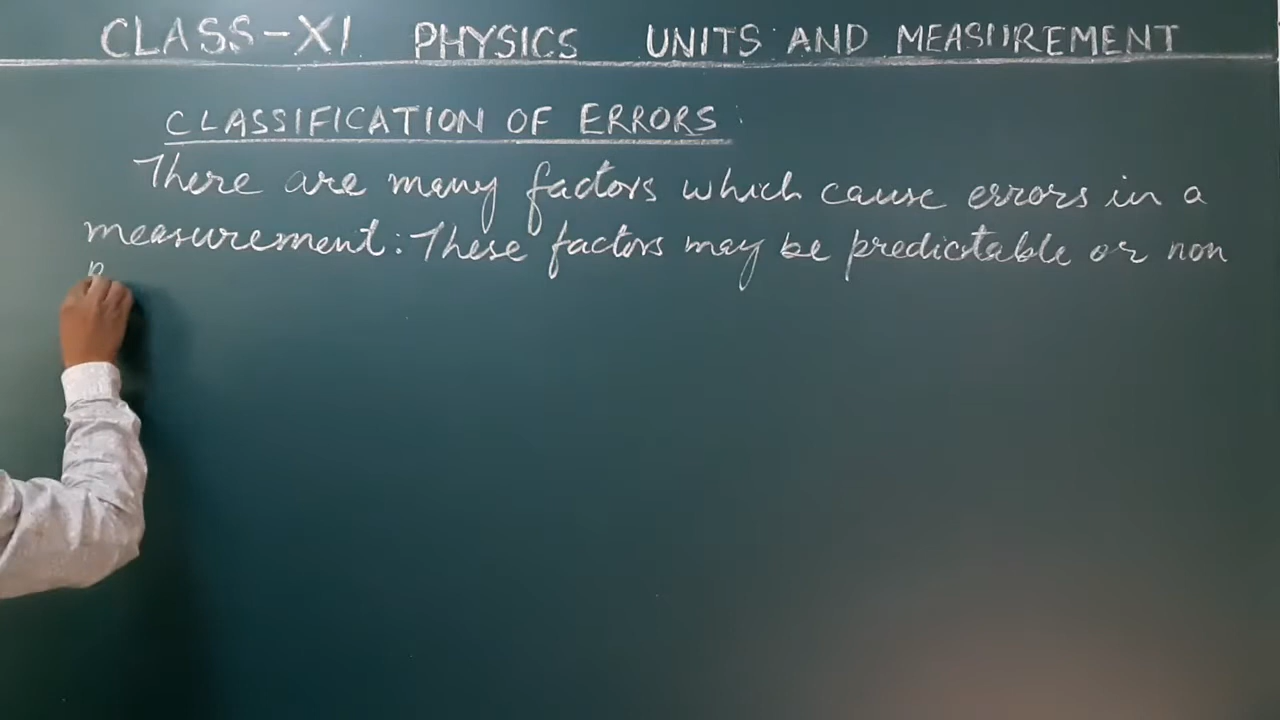 CLASS-XI PHYSICS UNITS AND MEASUREMENT
CLASSIFICATION OF ERRORS:
There are many factors which cause errors in a
measurement: These factors may be predictable or non